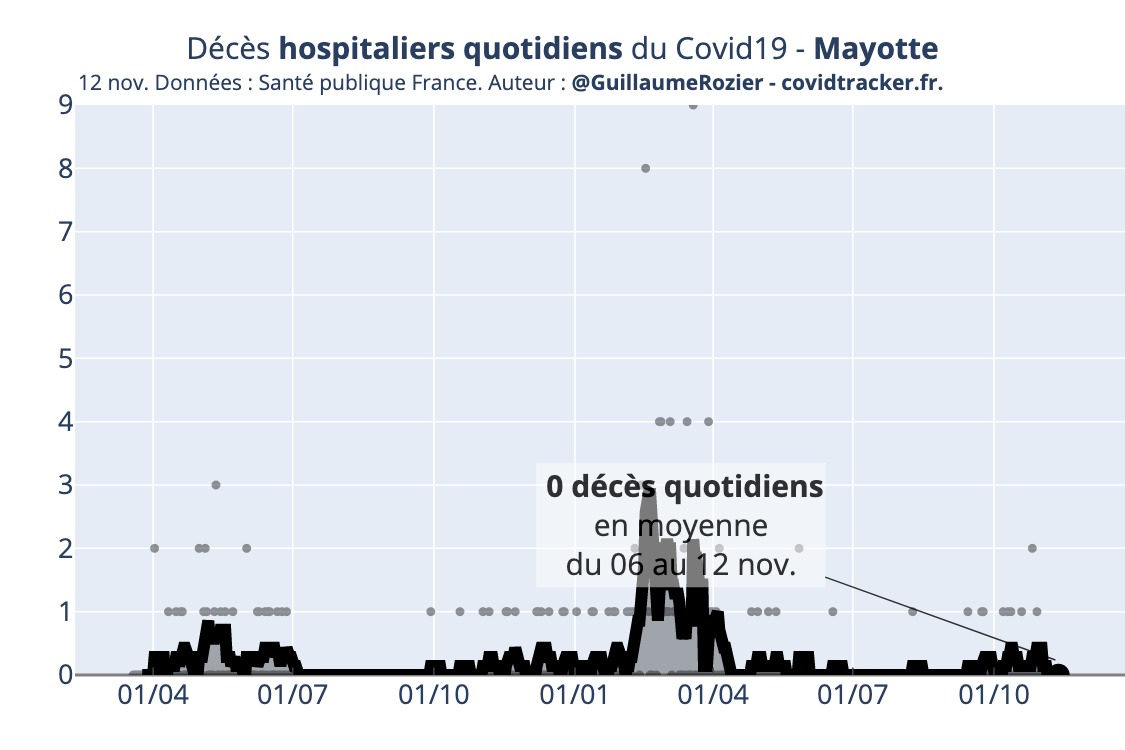 Décès hospitaliers quotidiens du Covid19 - Mayotte
12 nov. Données : Santé publique France. Auteur : @GuillaumeRozier - covidtracker.fr.
9
8
7
6
5
4
3
2
1
0
0 décès quotidiens
en moyenne
du 06 au 12 nov.
01/04 01/07 01/10 01/01 01/04 01/07 01/10